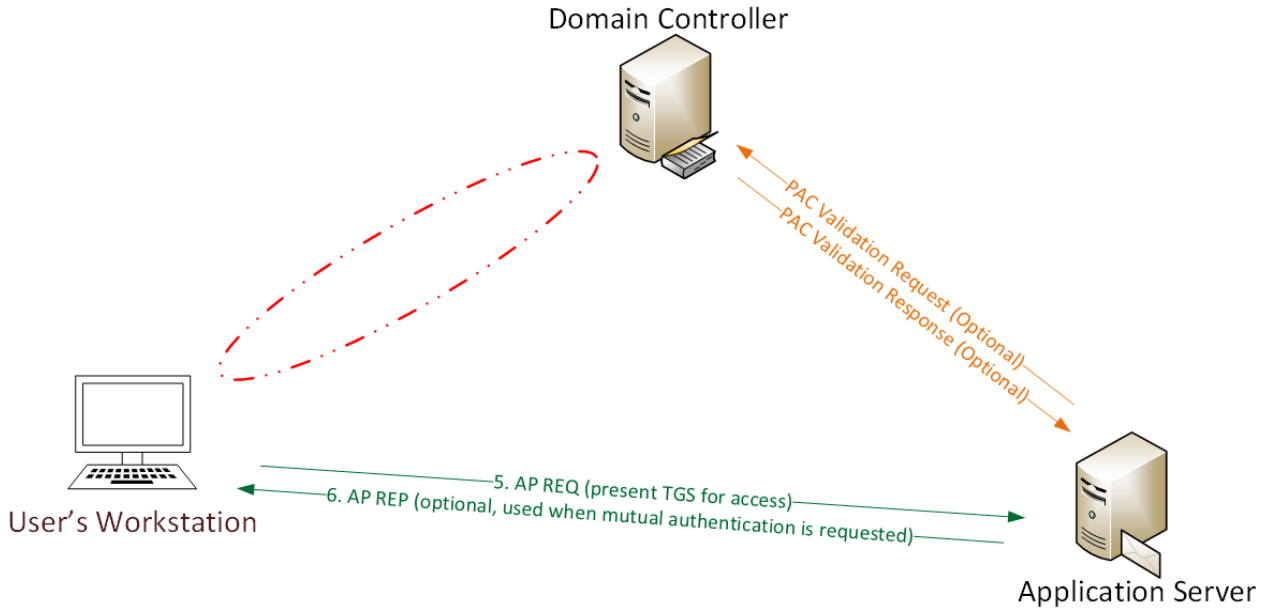 Domain Controller
PAC Validation Request (Optional)
PAC Validation Response (Optional)
5. AP REQ (present TGS for access)
6. AP REP (optional, used when mutual authentication is requested)
User’s Workstation
Application Server